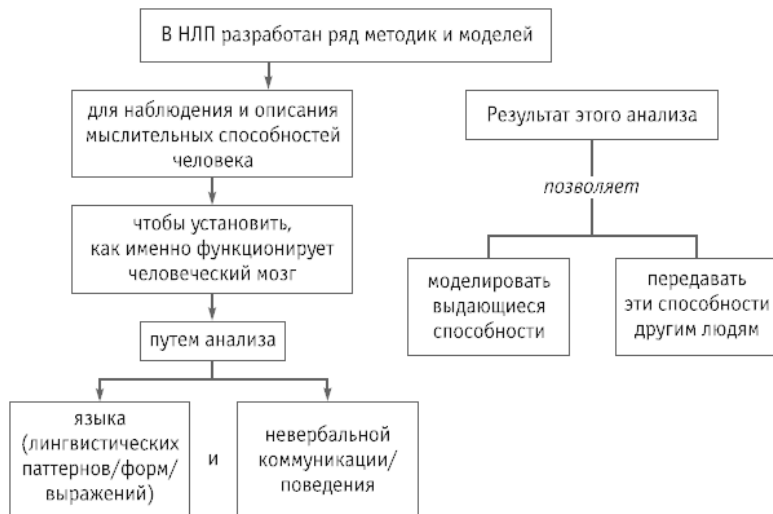 В НЛП разработан ряд методик и моделей
для наблюдения и описания
мыслительных способностей
человека
чтобы установить,
как именно функционирует
человеческий мозг
путем анализа
языка
(лингвистических
паттернов/форм/
выражений)
и
невербальной
коммуникации/
поведения
Результат этого анализа
позволяет
моделировать
выдающиеся
способности
передавать
эти способности
другим людям